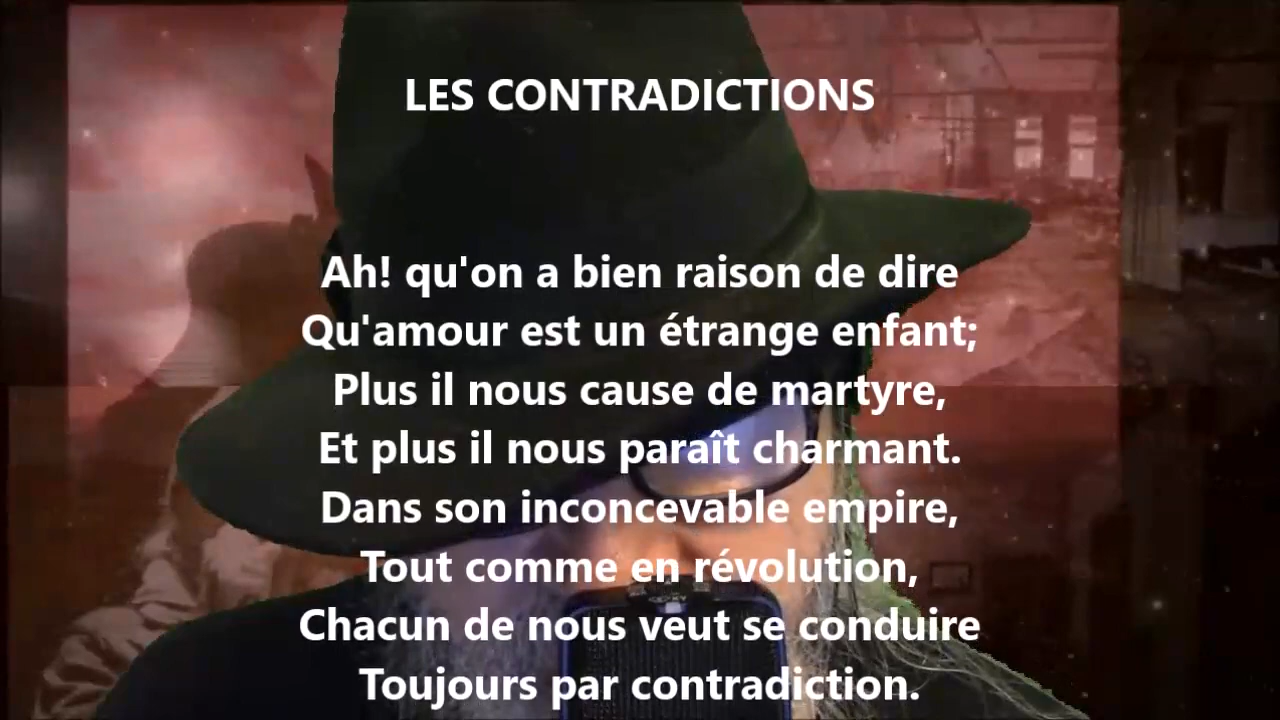 LES CONTRADICTIONS
Ah! qu'on a bien raison de dire
Qu'amour est un étrange enfant;
Plus il nous cause de martyre,
Et plus il nous paraît charmant.
Dans son inconcevable empire,
Tout comme en révolution,
Chacun de nous veut se conduire
Toujours par contradiction.